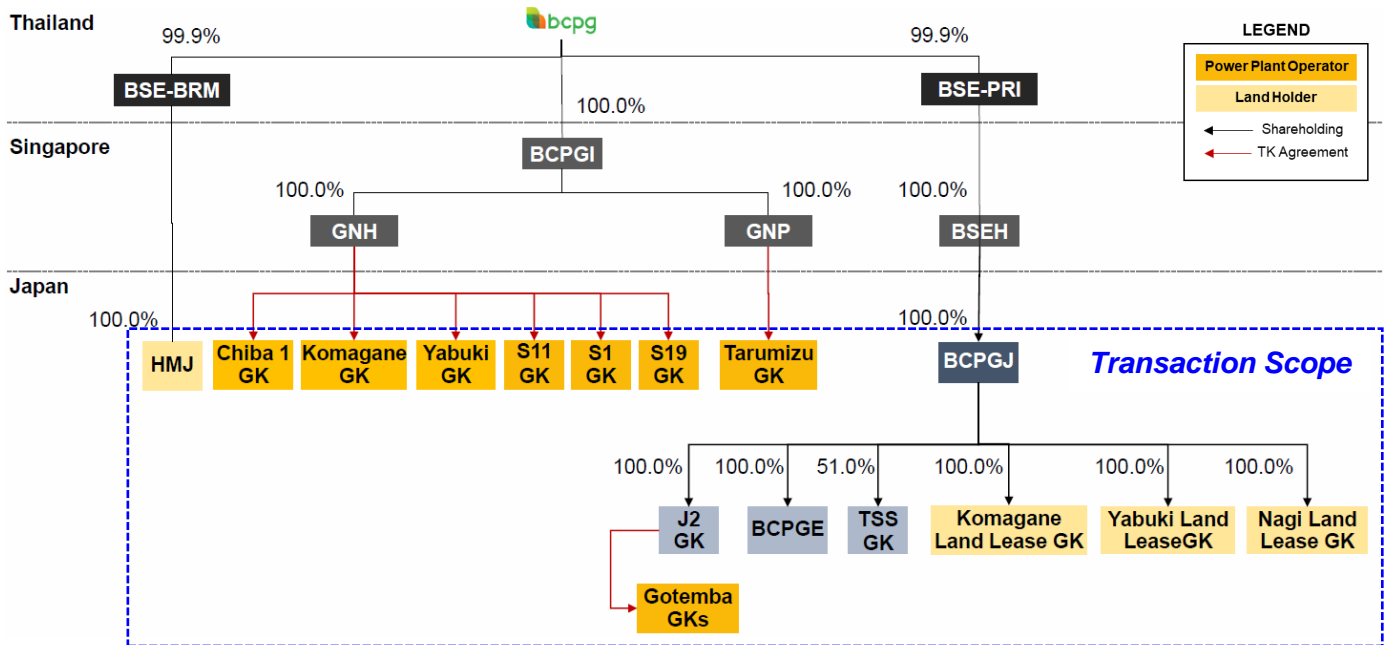 Thailand
bcpg
LEGEND
Power Plant Operator
Land Holder
Shareholding
TK Agreement
99.9%
99.9%
BSE-BRM
BSE-PRI
100.0%
Singapore
BCPGI
100.0%
100.0%
100.0%
GNH
GNP
BSEH
Japan
100.0%
100.0%
HMJ
Chiba 1
GK
Komagane
GK
Yabuki
GK
S11
GK
S1
GK
S19
GK
Tarumizu
GK
BCPGJ
Transaction Scope
100.0%
100.0%
51.0%
100.0%
100.0%
100.0%
J2
GK
BCPGE
TSS
GK
Komagane
Land Lease GK
Yabuki Land
LeaseGK
Nagi Land
Lease GK
Gotemba
GKs